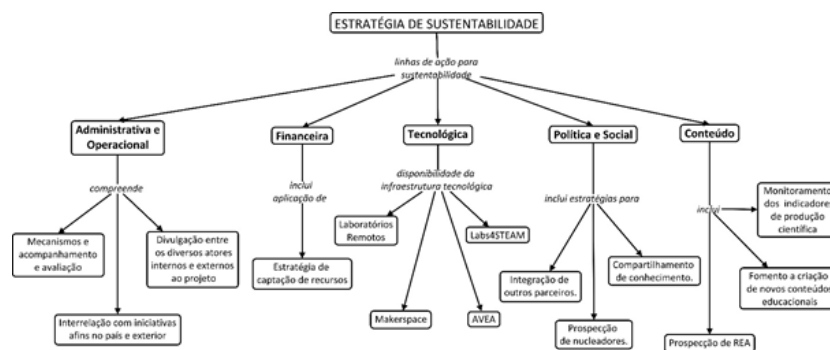 ESTRATÉGIA DE SUSTENTABILIDADE
linhas de ação para
sustentabilidade
Administrativa e
Operacional
Financeira
Tecnológica
Política e Social
Conteúdo
compreende
inclui
aplicação de
disponibilidade da
infraestrutura tecnológica
inclui estratégias para
inclui
Mecanismos e
acompanhamento
e avaliação
Divulgação entre
os diversos atores
internos e externos
ao projeto
Interrelação com iniciativas
afins no país e exterior
Estratégia de
captação de recursos
Laboratórios
Remotos
Labs4STEAM
Makerspace
AVEA
Integração de
outros parceiros.
Compartilhamento
de conhecimento.
Prospecção
de nucleadores.
Monitoramento
dos indicadores
de produção
científica
Fomento a criação
de novos conteúdos
educacionais
Prospecção de REA